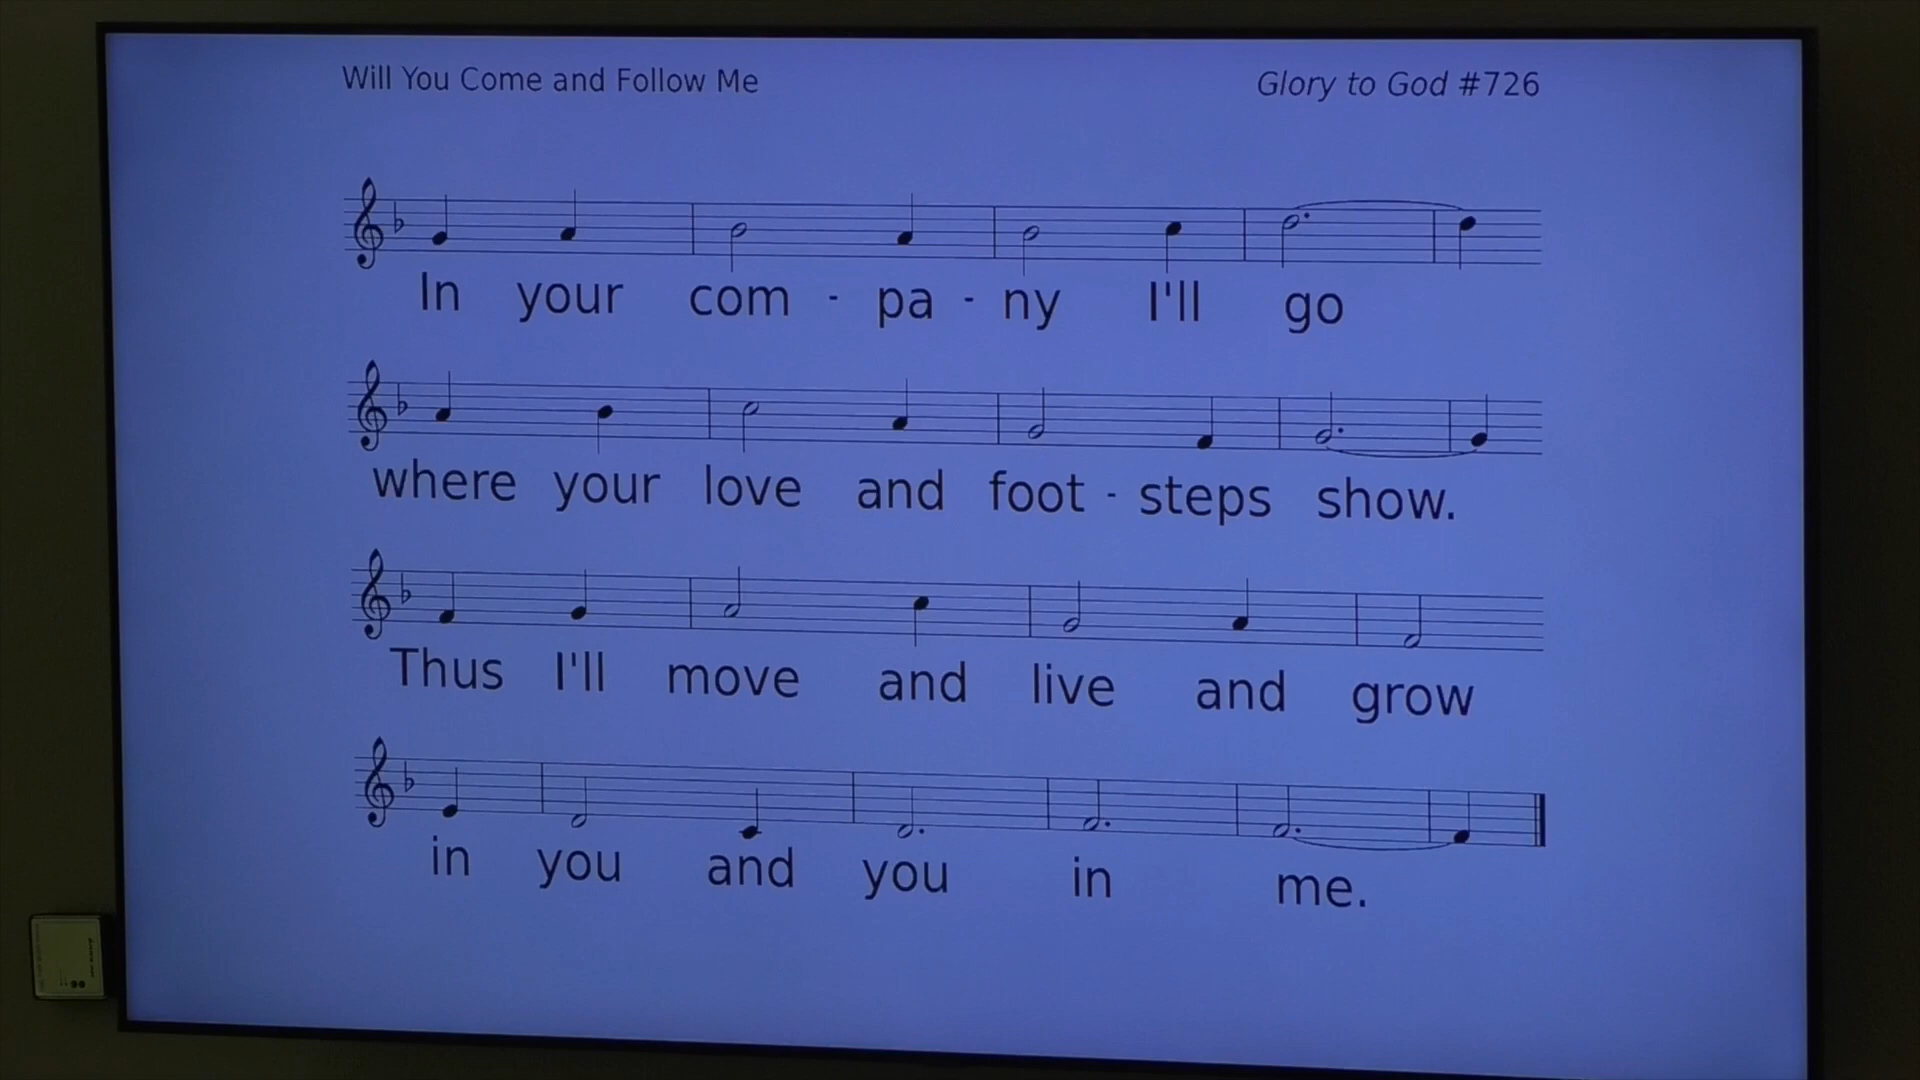 Will You Come and Follow Me
Glory to God #726
In your com - pa - ny I'll go
where your love and foot - steps show.
Thus I'll move and live and grow
in you and you in me.